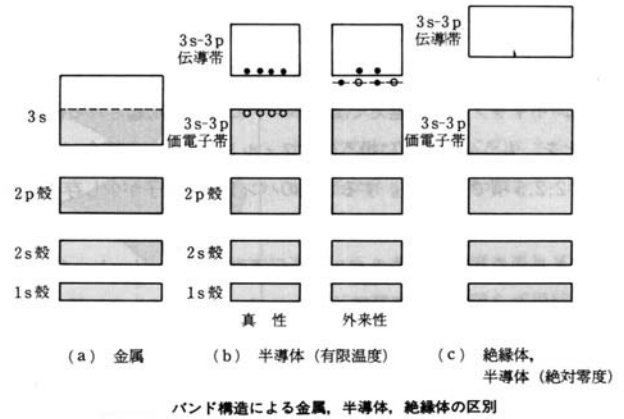 3s-3p
伝導帯
3s-3p
伝導帯
3s
3s-3p
価電子帯
3s-3p
価電子帯
2p殻
2p殻
2s殻
2s殻
1s殻
1s殻
真 性
外来性
(a) 金属
(b) 半導体(有限温度)
(c) 絶縁体,
半導体(絶対零度)
バンド構造による金属, 半導体, 絶縁体の区別